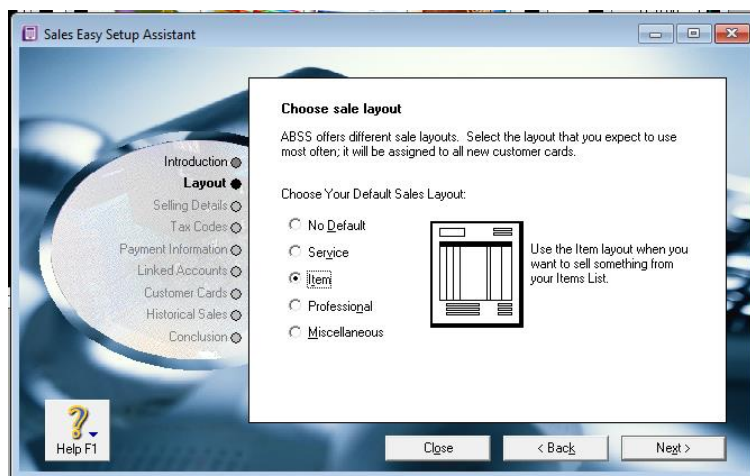 Sales Easy Setup Assistant
Introduction
Layout
Selling Details
Tax Codes
Payment Information
Linked Accounts
Customer Cards
Historical Sales
Conclusion
Choose sale layout
ABSS offers different sale layouts. Select the layout that you expect to use
most often; it will be assigned to all new customer cards.
Choose Your Default Sales Layout:
No Default
Service
Item
Professional
Miscellaneous
Use the Item layout when you
want to sell something from
your Items List.
Help F1
Close
< Back
Next >